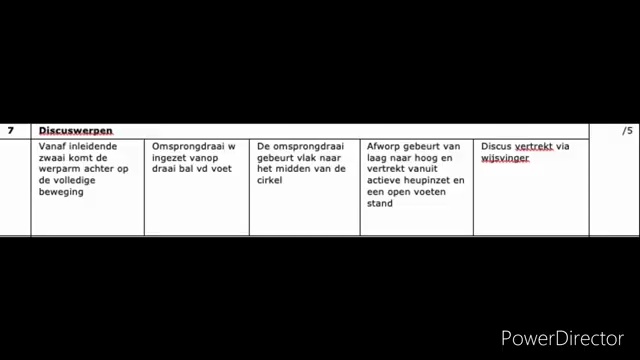 7 Discuswerpen /5
Vanaf inleidende
zwaai komt de
werparm achter op
de volledige
beweging
Omsprongdraai w
ingezet vanop
draai bal vd voet
De omsprongdraai
gebeurt vlak naar
het midden van de
cirkel
Afworp gebeurt van
laag naar hoog en
vertrekt vanuit
actieve heupinzet en
een open voeten
stand
Discus vertrekt via
wijsvinger
PowerDirector